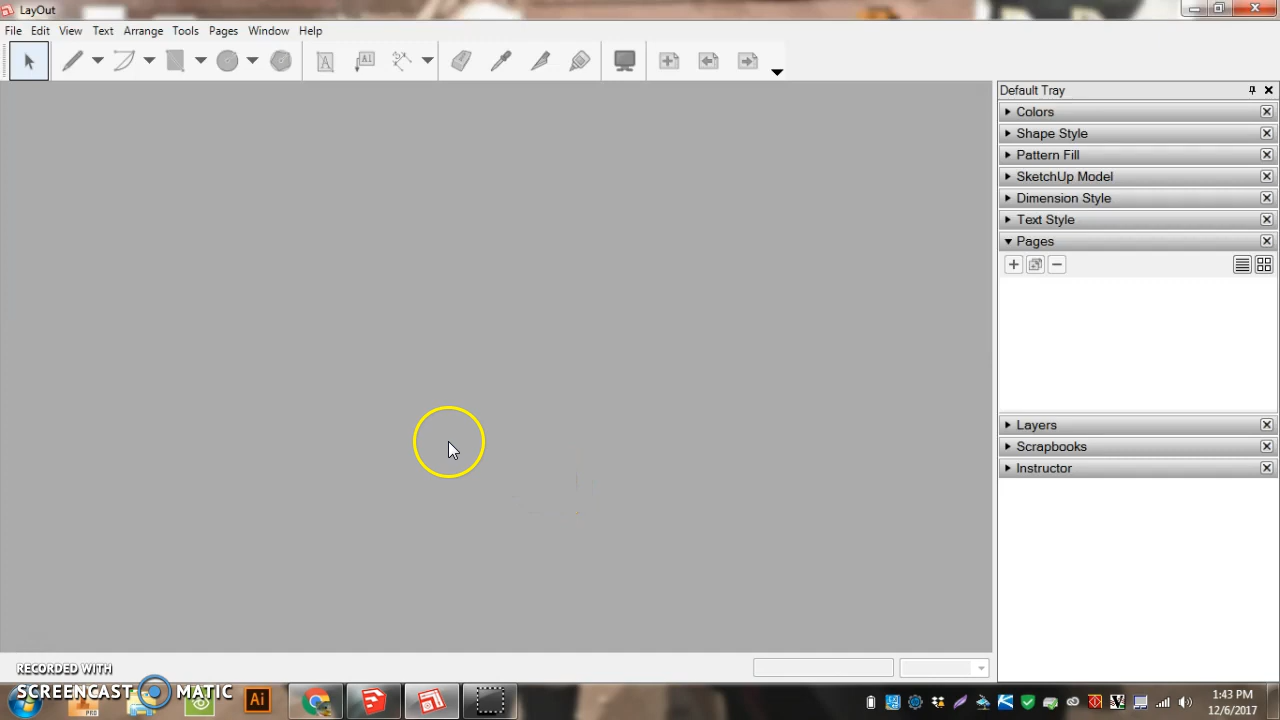 LayOut
File Edit View Text Arrange Tools Pages Window Help
A A1
Default Tray
Colors
Shape Style
Pattern Fill
SketchUp Model
Dimension Style
Text Style
Pages
Layers
Scrapbooks
Instructor
RECORDED WITH
SCREENCAST MATIC
PRO
Ai
1:43 PM
12/6/2017